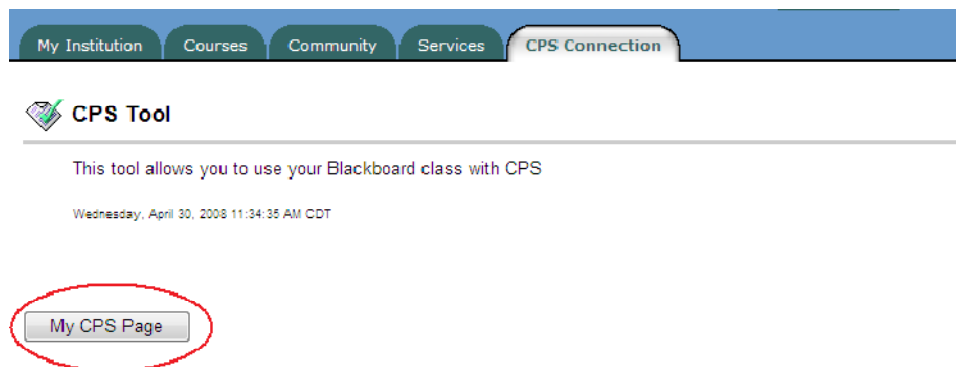 My Institution Courses Community Services CPS Connection
CPS Tool
This tool allows you to use your Blackboard class with CPS
Wednesday, April 30, 2008 11:34:35 AM CDT
My CPS Page